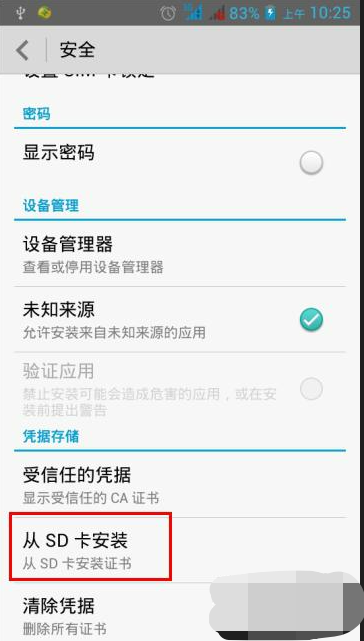 83% 上午 10:25
安全
设置 SIM 卡锁定
密码
显示密码
设备管理
设备管理器
查看或停用设备管理器
未知来源
允许安装来自未知来源的应用
验证应用
禁止安装可能会造成危害的应用，或在安
装前提出警告
凭据存储
受信任的凭据
显示受信任的 CA 证书
从 SD 卡安装
从 SD 卡安装证书
清除凭据
删除所有证书